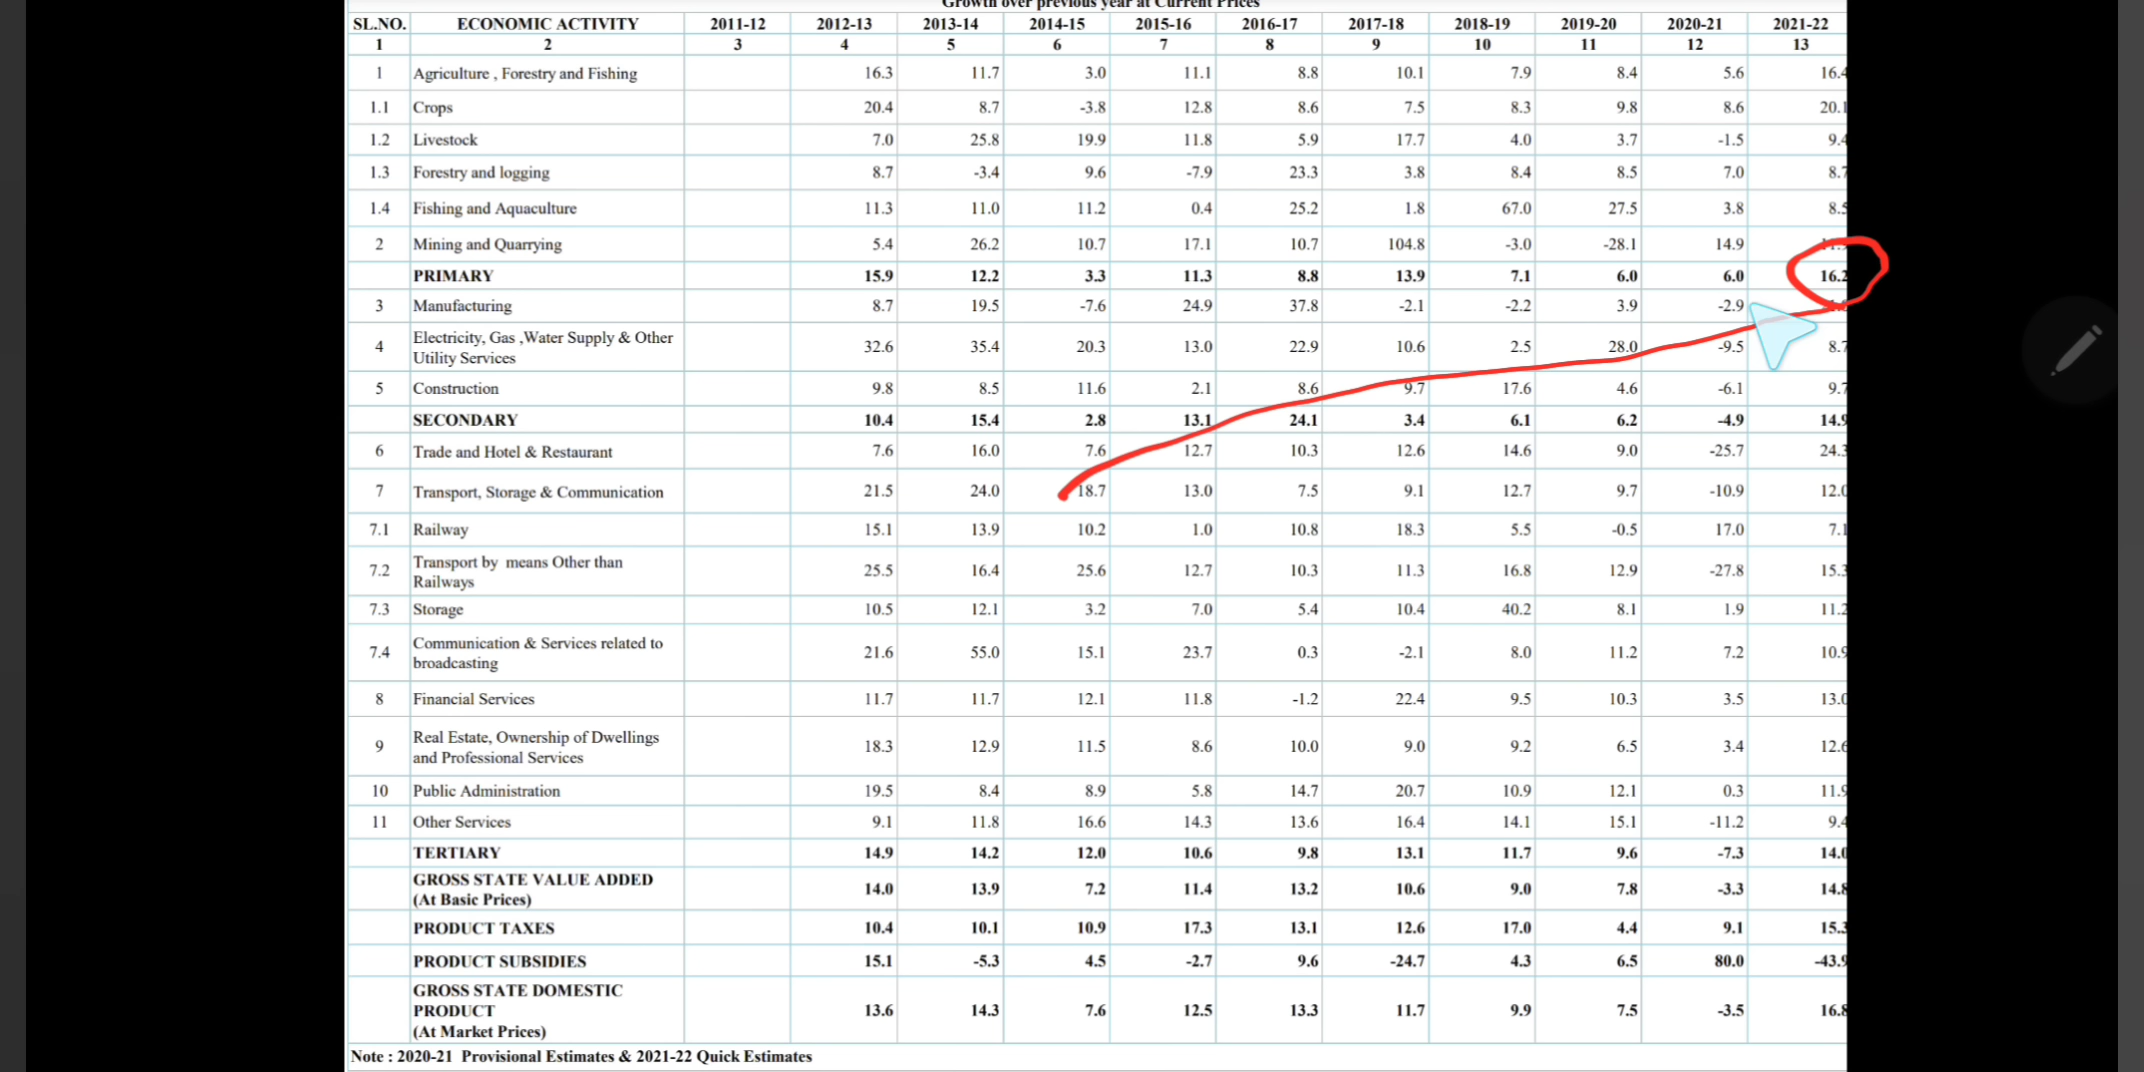 Growth over previous year at Current Prices
SL.NO. ECONOMIC ACTIVITY 2011-12 2012-13 2013-14 2014-15 2015-16 2016-17 2017-18 2018-19 2019-20 2020-21 2021-22
1 2 3 4 5 6 7 8 9 10 11 12 13
1 Agriculture , Forestry and Fishing 16.3 11.7 3.0 11.1 8.8 10.1 7.9 8.4 5.6 16.4
1.1 Crops 20.4 8.7 -3.8 12.8 8.6 7.5 8.3 9.8 8.6 20.1
1.2 Livestock 7.0 25.8 19.9 11.8 5.9 17.7 4.0 3.7 -1.5 9.4
1.3 Forestry and logging 8.7 -3.4 9.6 -7.9 23.3 3.8 8.4 8.5 7.0 8.7
1.4 Fishing and Aquaculture 11.3 11.0 11.2 0.4 25.2 1.8 67.0 27.5 3.8 8.5
2 Mining and Quarrying 5.4 26.2 10.7 17.1 10.7 104.8 -3.0 -28.1 14.9
PRIMARY 15.9 12.2 3.3 11.3 8.8 13.9 7.1 6.0 6.0 16.2
3 Manufacturing 8.7 19.5 -7.6 24.9 37.8 -2.1 -2.2 3.9 -2.9
4 Electricity, Gas ,Water Supply & Other
Utility Services 32.6 35.4 20.3 13.0 22.9 10.6 2.5 28.0 -9.5 8.7
5 Construction 9.8 8.5 11.6 2.1 8.6 9.7 17.6 4.6 -6.1 9.7
SECONDARY 10.4 15.4 2.8 13.1 24.1 3.4 6.1 6.2 -4.9 14.9
6 Trade and Hotel & Restaurant 7.6 16.0 7.6 12.7 10.3 12.6 14.6 9.0 -25.7 24.3
7 Transport, Storage & Communication 21.5 24.0 18.7 13.0 7.5 9.1 12.7 9.7 -10.9 12.0
7.1 Railway 15.1 13.9 10.2 1.0 10.8 18.3 5.5 -0.5 17.0 7.1
7.2 Transport by means Other than
Railways 25.5 16.4 25.6 12.7 10.3 11.3 16.8 12.9 -27.8 15.3
7.3 Storage 10.5 12.1 3.2 7.0 5.4 10.4 40.2 8.1 1.9 11.2
7.4 Communication & Services related to
broadcasting 21.6 55.0 15.1 23.7 0.3 -2.1 8.0 11.2 7.2 10.9
8 Financial Services 11.7 11.7 12.1 11.8 -1.2 22.4 9.5 10.3 3.5 13.0
9 Real Estate, Ownership of Dwellings
and Professional Services 18.3 12.9 11.5 8.6 10.0 9.0 9.2 6.5 3.4 12.6
10 Public Administration 19.5 8.4 8.9 5.8 14.7 20.7 10.9 12.1 0.3 11.9
11 Other Services 9.1 11.8 16.6 14.3 13.6 16.4 14.1 15.1 -11.2 9.4
TERTIARY 14.9 14.2 12.0 10.6 9.8 13.1 11.7 9.6 -7.3 14.0
GROSS STATE VALUE ADDED
(At Basic Prices) 14.0 13.9 7.2 11.4 13.2 10.6 9.0 7.8 -3.3 14.8
PRODUCT TAXES 10.4 10.1 10.9 17.3 13.1 12.6 17.0 4.4 9.1 15.3
PRODUCT SUBSIDIES 15.1 -5.3 4.5 -2.7 9.6 -24.7 4.3 6.5 80.0 -43.9
GROSS STATE DOMESTIC
PRODUCT 13.6 14.3 7.6 12.5 13.3 11.7 9.9 7.5 -3.5 16.8
(At Market Prices)
Note : 2020-21 Provisional Estimates & 2021-22 Quick Estimates